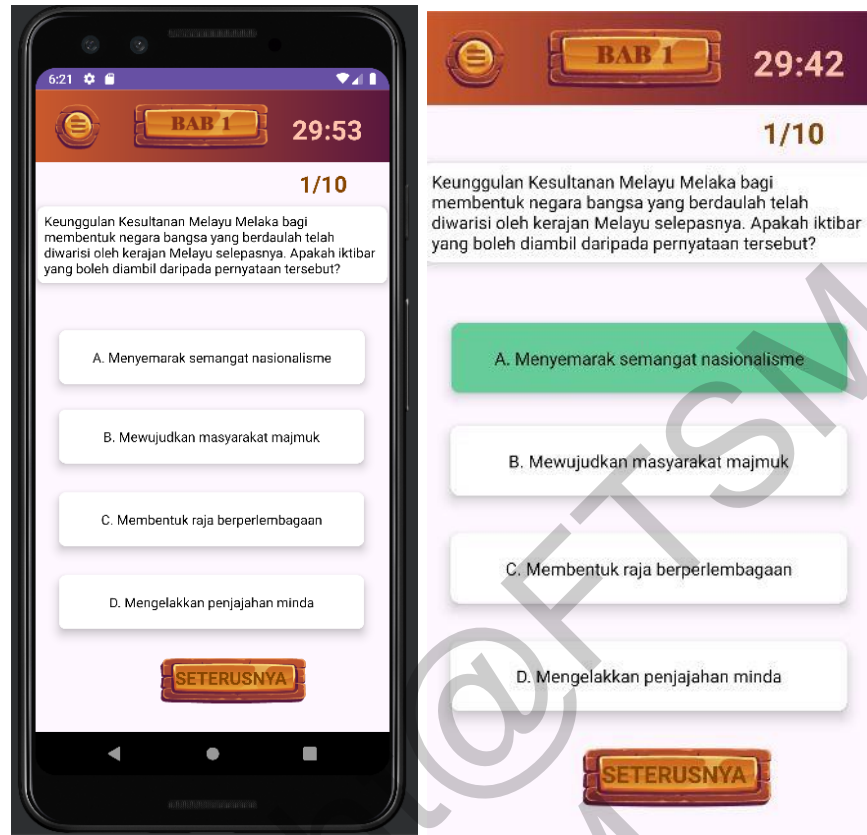 6:21
BAB 1
29:53
1/10
Keunggulan Kesultanan Melayu Melaka bagi
membentuk negara bangsa yang berdaulah telah
diwarisi oleh kerajan Melayu selepasnya. Apakah iktibar
yang boleh diambil daripada pernyataan tersebut?
A. Menyemarak semangat nasionalisme
B. Mewujudkan masyarakat majmuk
C. Membentuk raja berperlembagaan
D. Mengelakkan penjajahan minda
SETERUSNYA
BAB 1
29:42
1/10
Keunggulan Kesultanan Melayu Melaka bagi
membentuk negara bangsa yang berdaulah telah
diwarisi oleh kerajan Melayu selepasnya. Apakah iktibar
yang boleh diambil daripada pernyataan tersebut?
A. Menyemarak semangat nasionalisme
B. Mewujudkan masyarakat majmuk
C. Membentuk raja berperlembagaan
D. Mengelakkan penjajahan minda
SETERUSNYA
@FTSM